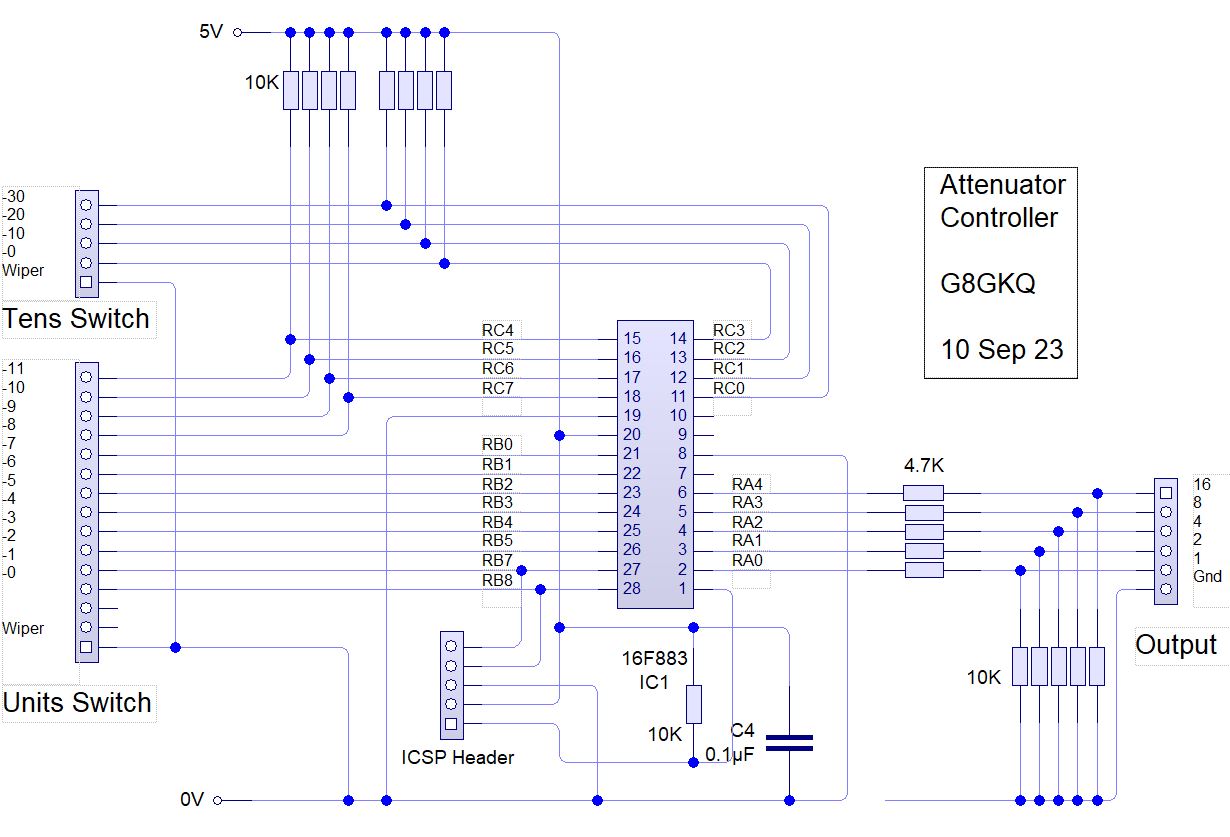 5V
10K
-30
-20
-10
-0
Wiper
Tens Switch
-11
-10
-9
-8
-7
-6
-5
-4
-3
-2
-1
-0
Wiper
Units Switch
0V
RC4
RC5
RC6
RC7
RB0
RB1
RB2
RB3
RB4
RB5
RB7
RB8
15 14
16 13
17 12
18 11
19 10
20 9
21 8
22 7
23 6
24 5
25 4
26 3
27 2
28 1
RC3
RC2
RC1
RC0
RA4
RA3
RA2
RA1
RA0
ICSP Header
16F883
IC1
10K
C4
0.1µF
Attenuator
Controller
G8GKQ
10 Sep 23
4.7K
16
8
4
2
1
Gnd
Output
10K